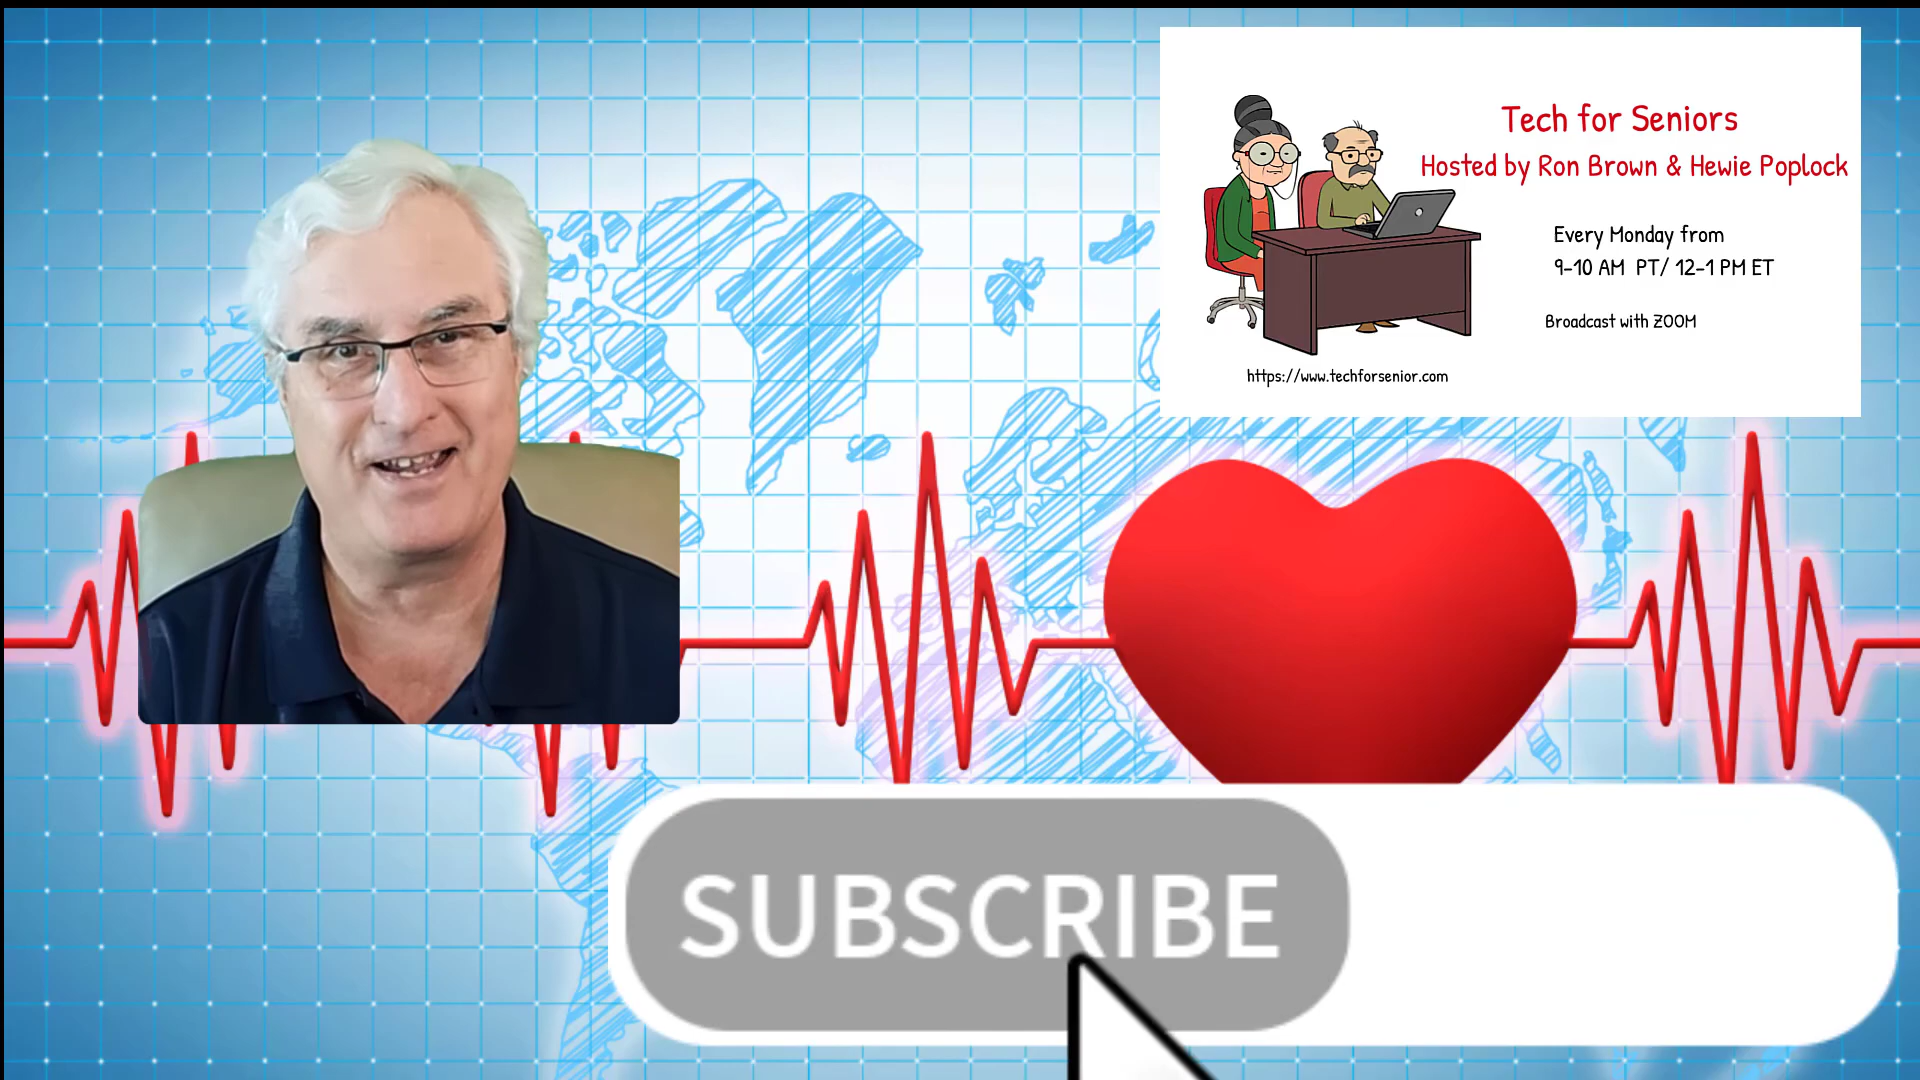 Tech for Seniors
Hosted by Ron Brown & Hewie Poplock
Every Monday from
9-10 AM PT/ 12-1 PM ET
Broadcast with ZOOM
https://www.techforsenior.com
SUBSCRIBE